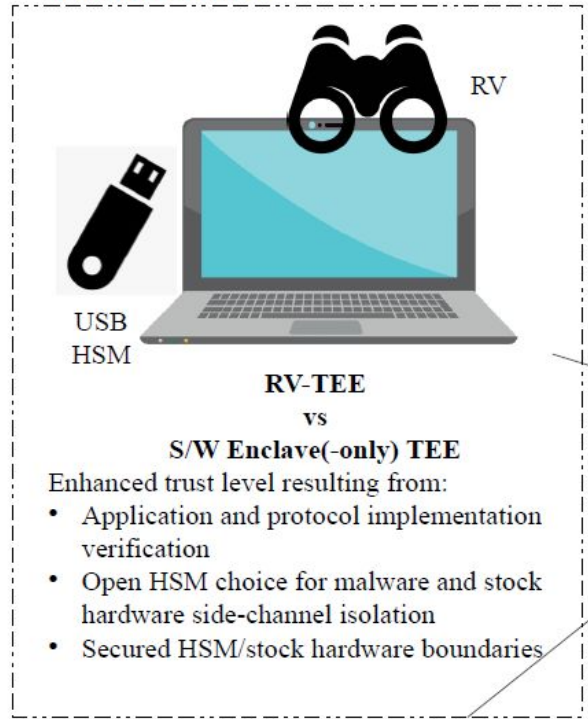 RV
USB
HSM
RV-TEE
vs
S/W Enclave(-only) TEE
Enhanced trust level resulting from:
• Application and protocol implementation
verification
• Open HSM choice for malware and stock
hardware side-channel isolation
• Secured HSM/stock hardware boundaries